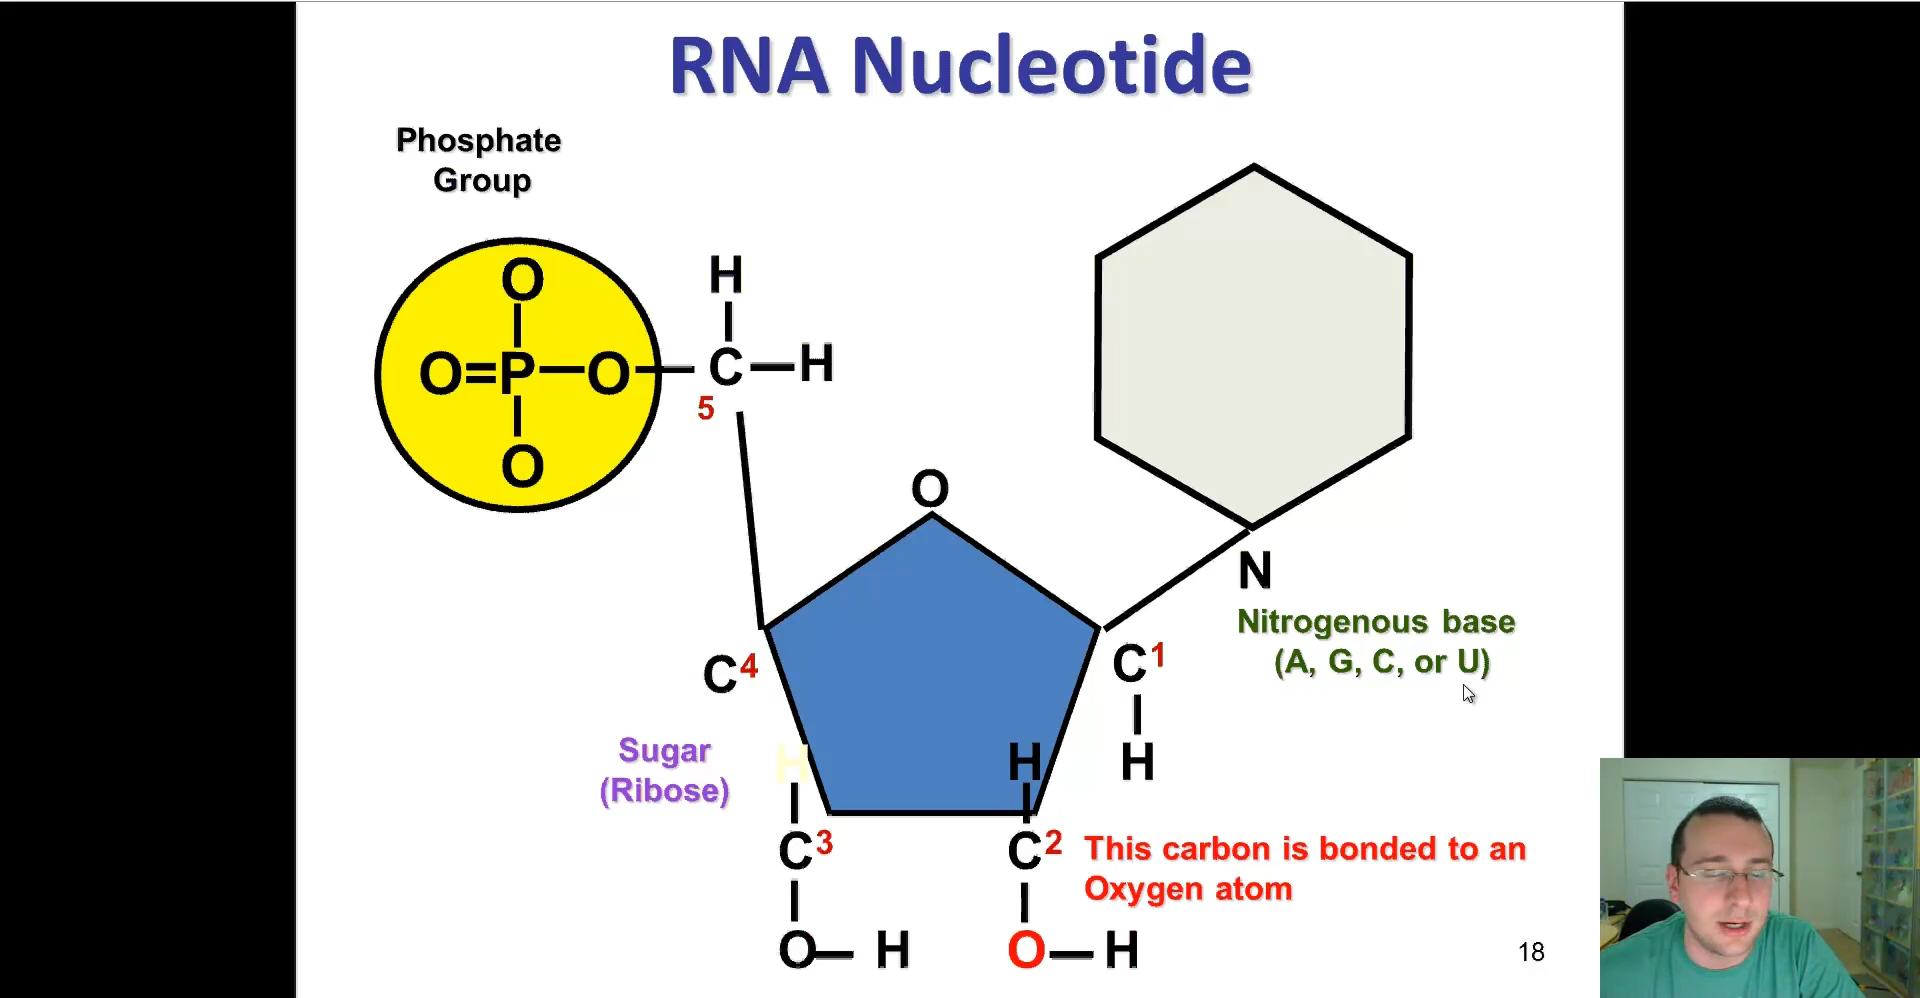 RNA Nucleotide
Phosphate
Group
O
H
O=P—O—C—H
5
O
O
N
Nitrogenous base
(A, G, C, or U)
C4
C1
Sugar
(Ribose)
H
H
H
C3
C2
This carbon is bonded to an
Oxygen atom
O—H
O—H
18